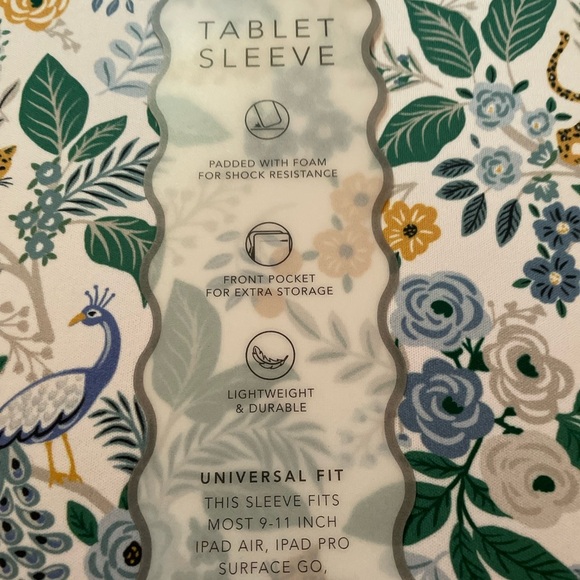 TABLET
SLEEVE
PADDED WITH FOAM
FOR SHOCK RESISTANCE
FRONT POCKET
FOR EXTRA STORAGE
LIGHTWEIGHT
& DURABLE
UNIVERSAL FIT
THIS SLEEVE FITS
MOST 9-11 INCH
IPAD AIR, IPAD PRO
SURFACE GO,